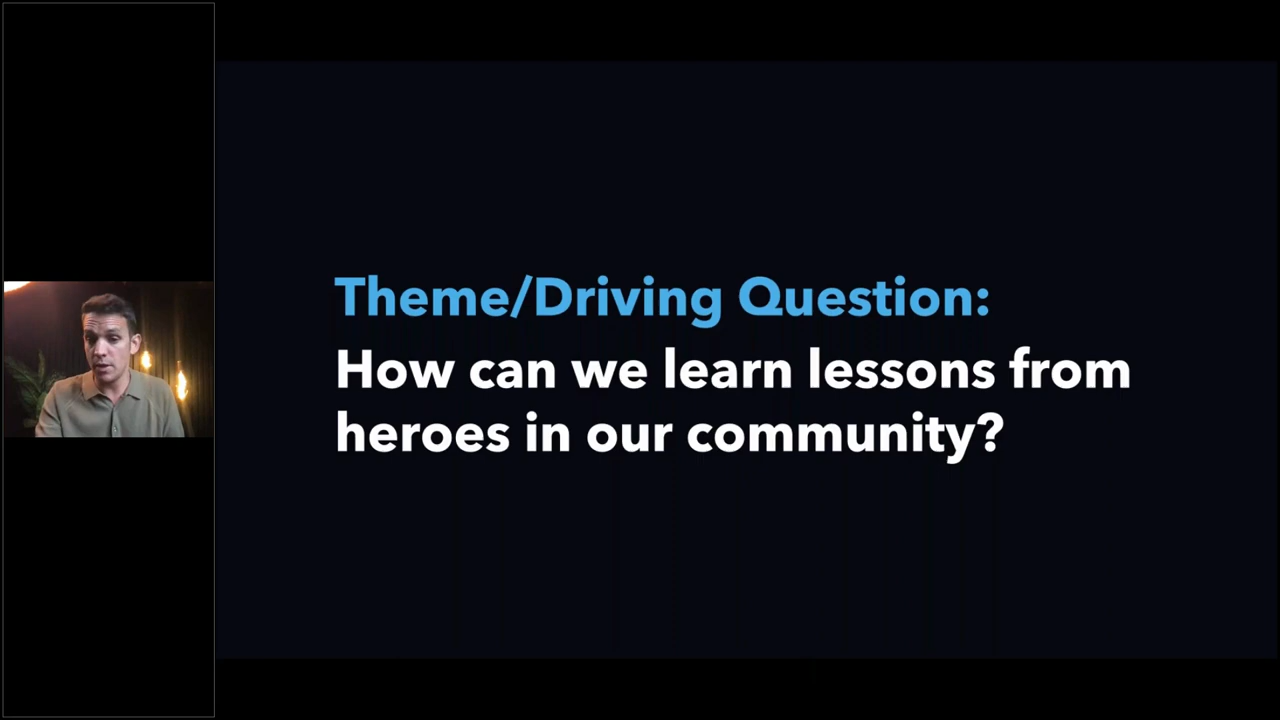 Theme/Driving Question:
How can we learn lessons from
heroes in our community?